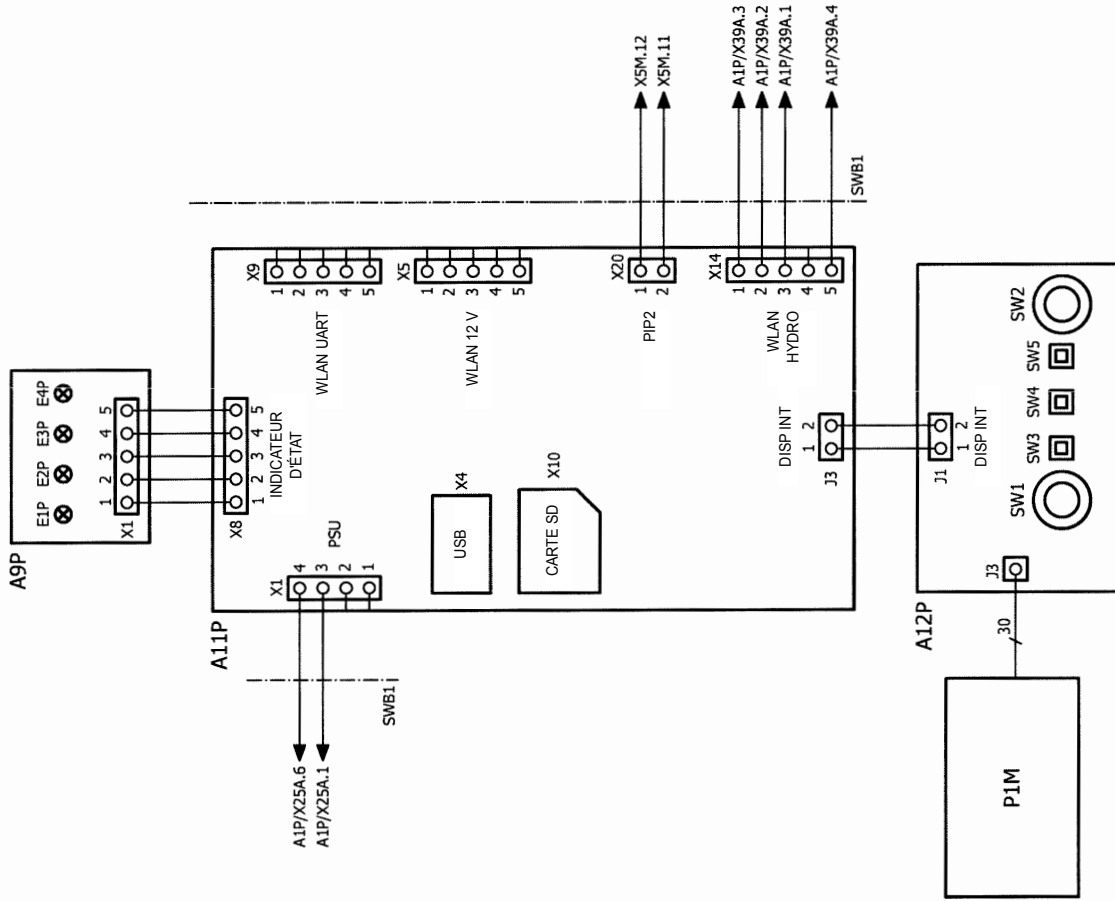 A9P
E1P E2P E3P E4P
X1
1 2 3 4 5
X8
1 2 3 4 5
INDICATEUR
D'ÉTAT
A11P
X1
4
3
2
1
PSU
A1P/X25A.6
A1P/X25A.1
SWB1
USB
X4
CARTE SD
X10
X9
1
2
3
4
5
WLAN UART
X5
1
2
3
4
5
WLAN 12 V
X20
1
2
PIP2
X5M.12
X5M.11
X14
1
2
3
4
5
WLAN
HYDRO
A1P/X39A.3
A1P/X39A.2
A1P/X39A.1
A1P/X39A.4
SWB1
DISP INT
J3
1 2
A12P
J1
1 2
DISP INT
J3
30
P1M
SW1 SW3 SW4 SW5 SW2